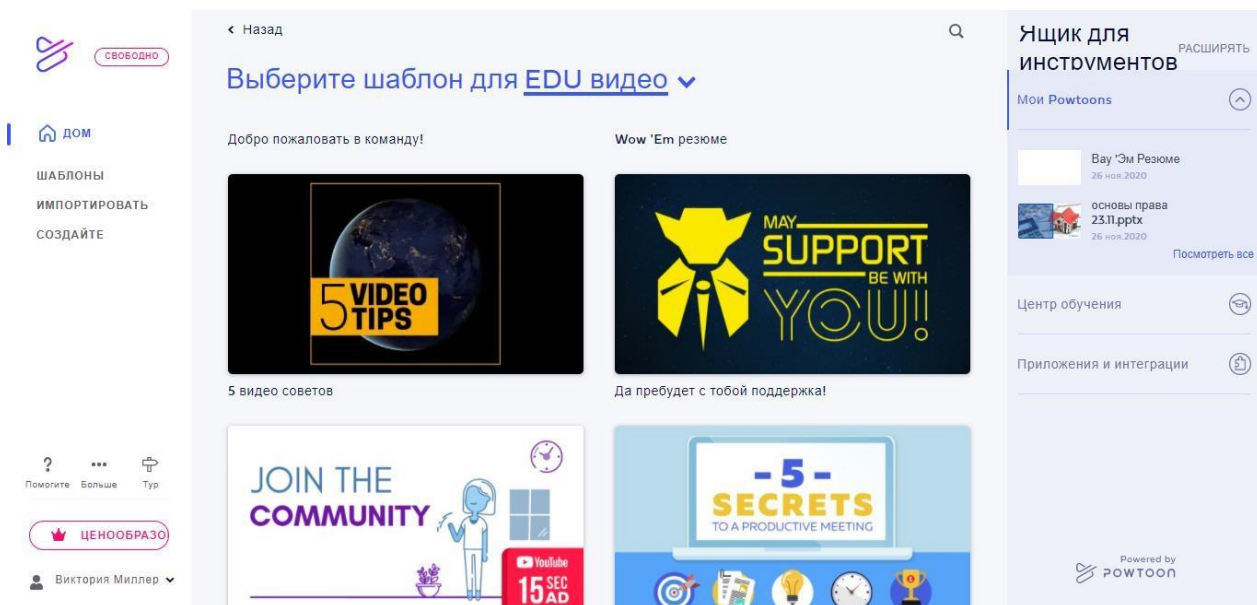 СВОБОДНО
ДОМ
ШАБЛОНЫ
ИМПОРТИРОВАТЬ
СОЗДАЙТЕ
?
Помогите
Больше
Тур
ЦЕНООБРАЗО
Виктория Миллер
Назад
Выберите шаблон для EDU видео
Добро пожаловать в команду!
Wow 'Em резюме
5 VIDEO
TIPS
MAY
SUPPORT
BE WITH
YOU!!
5 видео советов
Да пребудет с тобой поддержка!
JOIN THE
COMMUNITY
YouTube
15 SEC
AD
- 5 -
SECRETS
TO A PRODUCTIVE MEETING
Ящик для
инструментов
РАСШИРЯТЬ
Мои Powtoons
Вау 'Эм Резюме
26 ноя.2020
основы права
23.11.pptx
26 ноя.2020
Посмотреть все
Центр обучения
Приложения и интеграции
Powered by
POWTOON